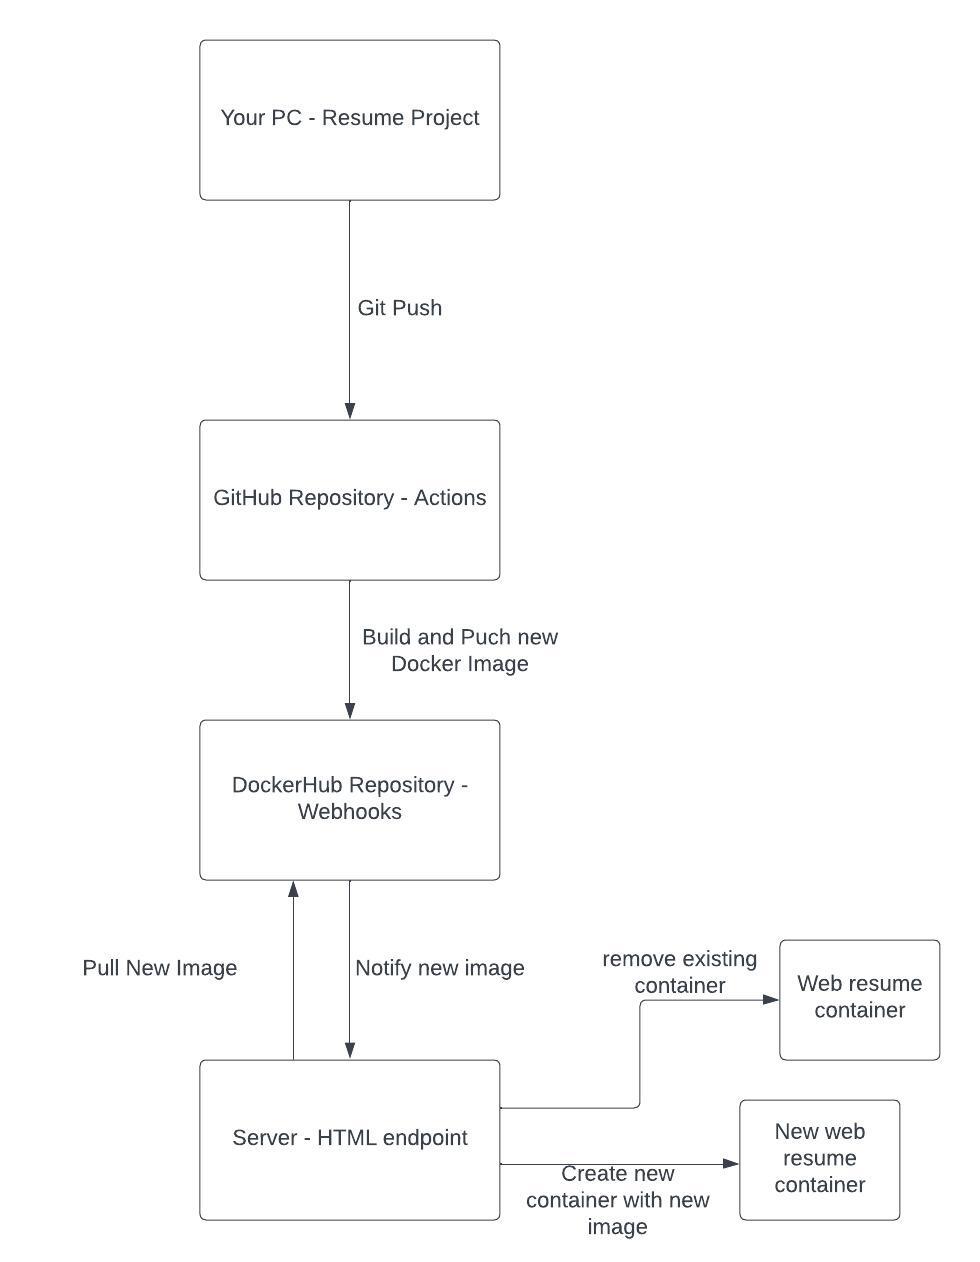 Your PC - Resume Project
Git Push
GitHub Repository - Actions
Build and Puch new
Docker Image
DockerHub Repository -
Webhooks
Pull New Image
Notify new image
remove existing
container
Web resume
container
Server - HTML endpoint
Create new
container with new
image
New web
resume
container